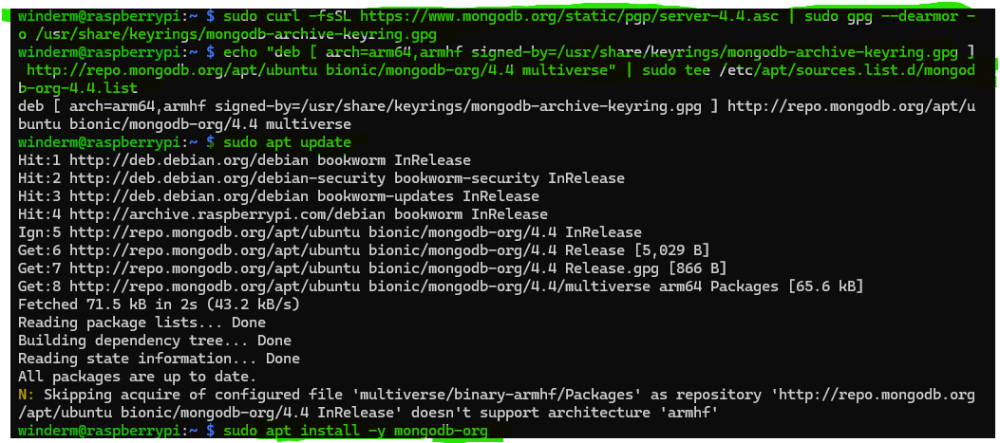 winderm@raspberrypi:~ $ sudo curl -fsSL https://www.mongodb.org/static/pgp/server-4.4.asc | sudo gpg --dearmor -
o /usr/share/keyrings/mongodb-archive-keyring.gpg
winderm@raspberrypi:~ $ echo "deb [ arch=arm64,armhf signed-by=/usr/share/keyrings/mongodb-archive-keyring.gpg ]
http://repo.mongodb.org/apt/ubuntu bionic/mongodb-org/4.4 multiverse" | sudo tee /etc/apt/sources.list.d/mongod
b-org-4.4.list
deb [ arch=arm64,armhf signed-by=/usr/share/keyrings/mongodb-archive-keyring.gpg ] http://repo.mongodb.org/apt/u
buntu bionic/mongodb-org/4.4 multiverse
winderm@raspberrypi:~ $ sudo apt update
Hit:1 http://deb.debian.org/debian bookworm InRelease
Hit:2 http://deb.debian.org/debian-security bookworm-security InRelease
Hit:3 http://deb.debian.org/debian bookworm-updates InRelease
Hit:4 http://archive.raspberrypi.com/debian bookworm InRelease
Ign:5 http://repo.mongodb.org/apt/ubuntu bionic/mongodb-org/4.4 InRelease
Get:6 http://repo.mongodb.org/apt/ubuntu bionic/mongodb-org/4.4 Release [5,029 B]
Get:7 http://repo.mongodb.org/apt/ubuntu bionic/mongodb-org/4.4 Release.gpg [866 B]
Get:8 http://repo.mongodb.org/apt/ubuntu bionic/mongodb-org/4.4/multiverse arm64 Packages [65.6 kB]
Fetched 71.5 kB in 2s (43.2 kB/s)
Reading package lists... Done
Building dependency tree... Done
Reading state information... Done
All packages are up to date.
N: Skipping acquire of configured file 'multiverse/binary-armhf/Packages' as repository 'http://repo.mongodb.org
/apt/ubuntu bionic/mongodb-org/4.4 InRelease' doesn't support architecture 'armhf'
winderm@raspberrypi:~ $ sudo apt install -y mongodb-org